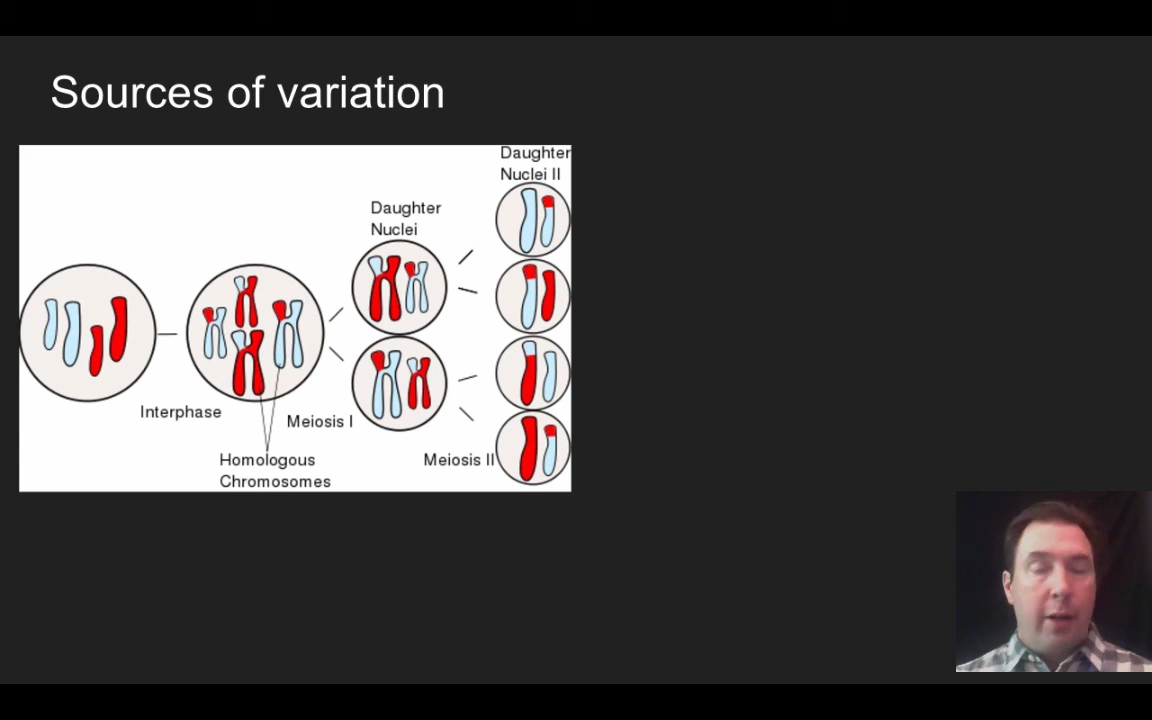 Sources of variation
Daughter
Nuclei II
Daughter
Nuclei
Interphase
Meiosis I
Homologous
Chromosomes
Meiosis II